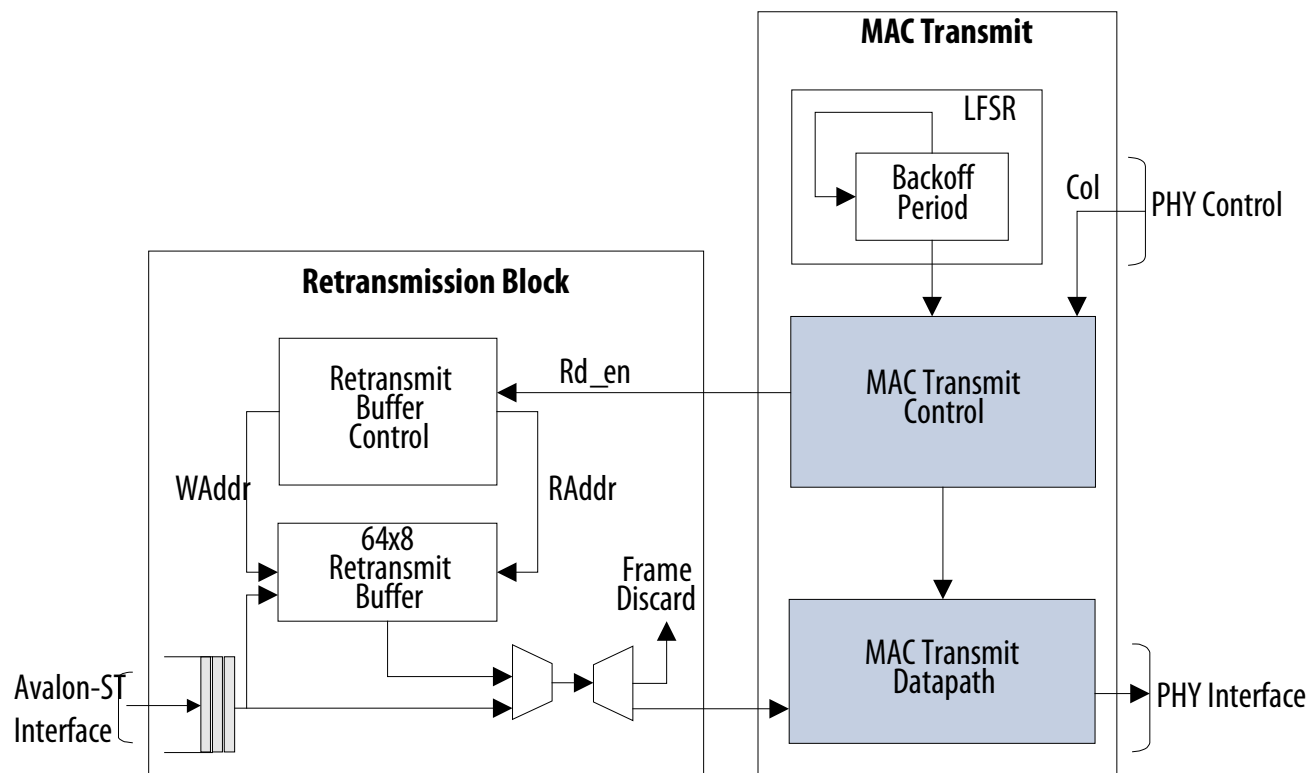 MAC Transmit
LFSR
Backoff
Period
Col
PHY Control
Retransmission Block
Retransmit
Buffer
Control
Rd_en
MAC Transmit
Control
WAddr
RAddr
64x8
Retransmit
Buffer
Frame
Discard
MAC Transmit
Datapath
Avalon-ST
Interface
PHY Interface